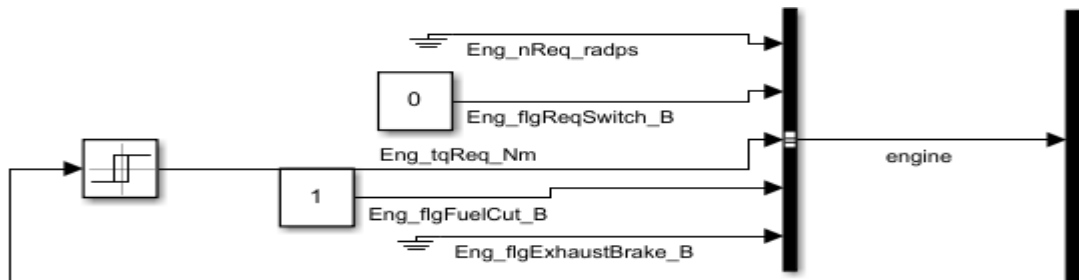 Eng_nReq_radps
0
Eng_flgReqSwitch_B
Eng_tqReq_Nm
engine
1
Eng_flgFuelCut_B
Eng_flgExhaustBrake_B